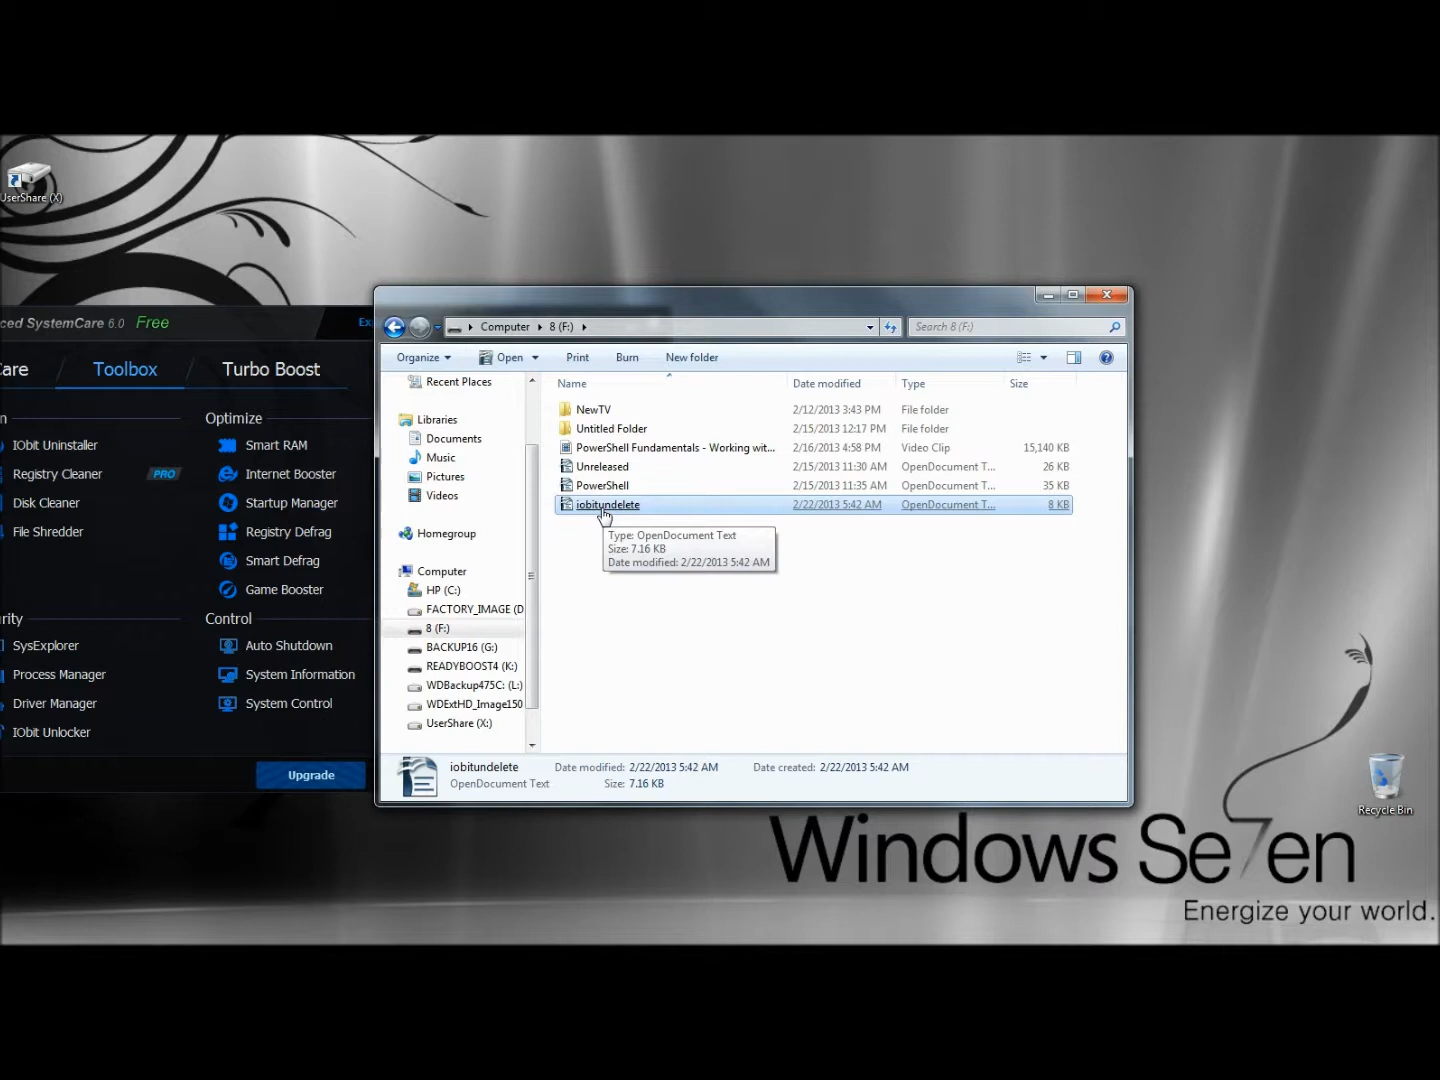 UserShare (X)
ced SystemCare 6.0 Free
Ex
Care
Toolbox
Turbo Boost
n
Optimize
IObit Uninstaller
Smart RAM
Registry Cleaner PRO
Internet Booster
Disk Cleaner
Startup Manager
File Shredder
Registry Defrag
Smart Defrag
Game Booster
rity
Control
SysExplorer
Auto Shutdown
Process Manager
System Information
Driver Manager
System Control
IObit Unlocker
Upgrade
Computer 8 (F:)
Search 8 (F:)
Organize Open Print Burn New folder
Recent Places
Libraries
Documents
Music
Pictures
Videos
Homegroup
Computer
HP (C:)
FACTORY_IMAGE (D
8 (F:)
BACKUP16 (G:)
READYBOOST4 (K:)
WDBackup475C: (L:)
WDExtHD_Image150
UserShare (X:)
Name Date modified Type Size
NewTV 2/12/2013 3:43 PM File folder
Untitled Folder 2/15/2013 12:17 PM File folder
PowerShell Fundamentals - Working wit... 2/16/2013 4:58 PM Video Clip 15,140 KB
Unreleased 2/15/2013 11:30 AM OpenDocument T... 26 KB
PowerShell 2/15/2013 11:35 AM OpenDocument T... 35 KB
iobitundelete 2/22/2013 5:42 AM OpenDocument T... 8 KB
Type: OpenDocument Text
Size: 7.16 KB
Date modified: 2/22/2013 5:42 AM
iobitundelete Date modified: 2/22/2013 5:42 AM Date created: 2/22/2013 5:42 AM
OpenDocument Text Size: 7.16 KB
Recycle Bin
Windows Se7en
Energize your world.